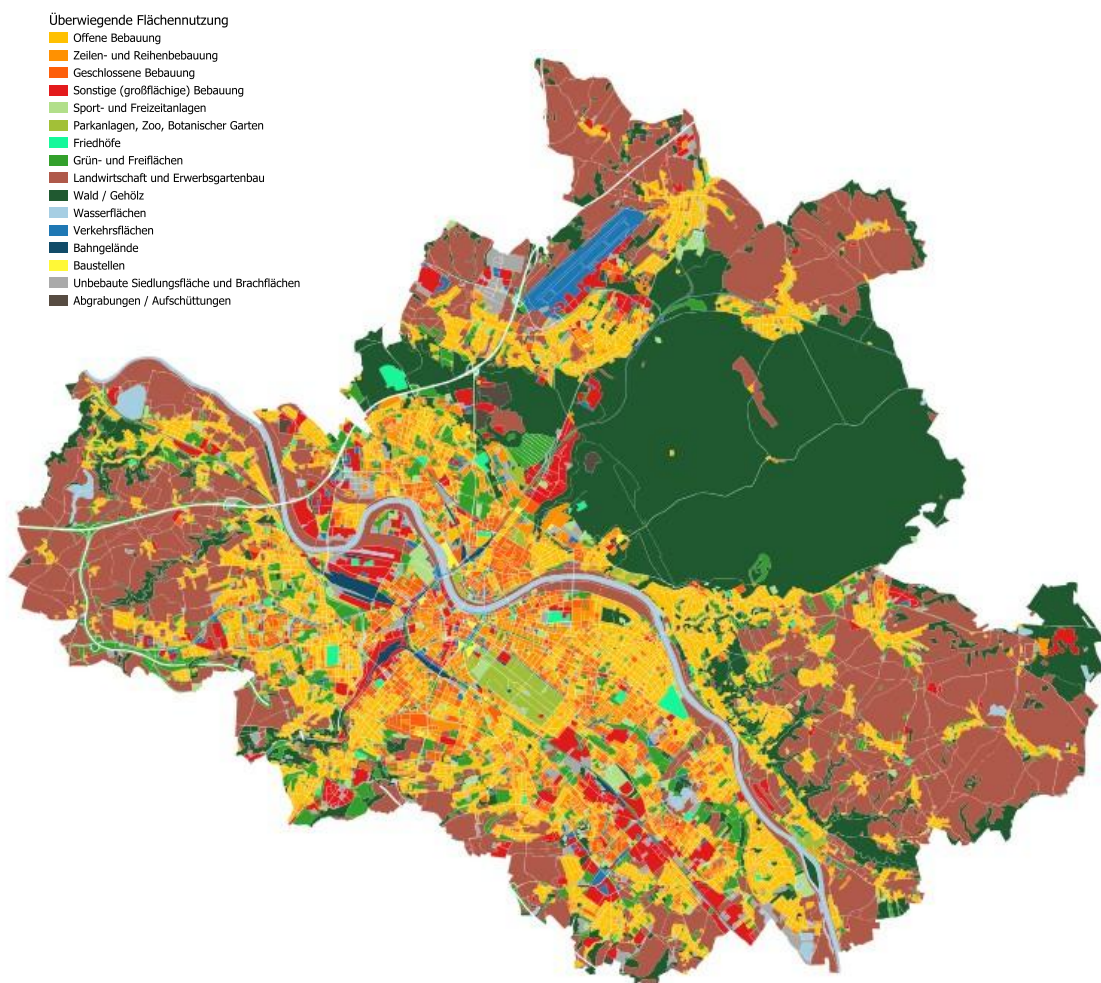 Überwiegende Flächennutzung
Offene Bebauung
Zeilen- und Reihenbebauung
Geschlossene Bebauung
Sonstige (großflächige) Bebauung
Sport- und Freizeitanlagen
Parkanlagen, Zoo, Botanischer Garten
Friedhöfe
Grün- und Freiflächen
Landwirtschaft und Erwerbsgartenbau
Wald / Gehölz
Wasserflächen
Verkehrsflächen
Bahngelände
Baustellen
Unbebaute Siedlungsfläche und Brachflächen
Abgrabungen / Aufschüttungen